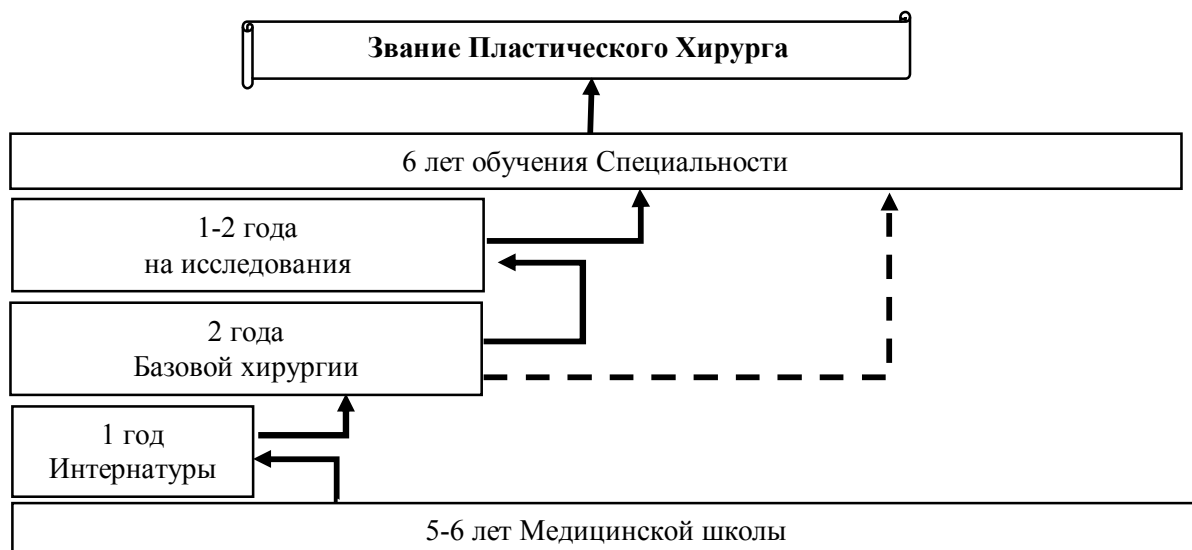 Звание Пластического Хирурга
6 лет обучения Специальности
1-2 года
на исследования
2 года
Базовой хирургии
1 год
Интернатуры
5-6 лет Медицинской школы